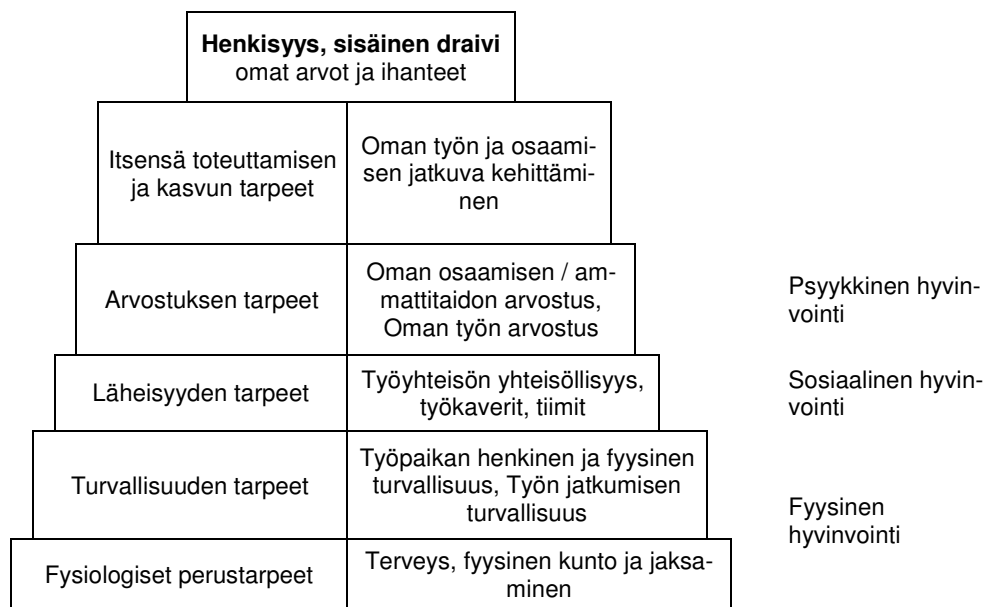 Henkisyys, sisäinen draivi
omat arvot ja ihanteet
Itsensä toteuttamisen
ja kasvun tarpeet
Oman työn ja osaami-
sen jatkuva kehittämi-
nen
Arvostuksen tarpeet
Oman osaamisen / am-
mattitaidon arvostus,
Oman työn arvostus
Psyykkinen hyvin-
vointi
Läheisyyden tarpeet
Työyhteisön yhteisöllisyys,
työkaverit, tiimit
Sosiaalinen hyvin-
vointi
Turvallisuuden tarpeet
Työpaikan henkinen ja fyysinen
turvallisuus, Työn jatkumisen
turvallisuus
Fyysinen
hyvinvointi
Fysiologiset perustarpeet
Terveys, fyysinen kunto ja jaksa-
minen